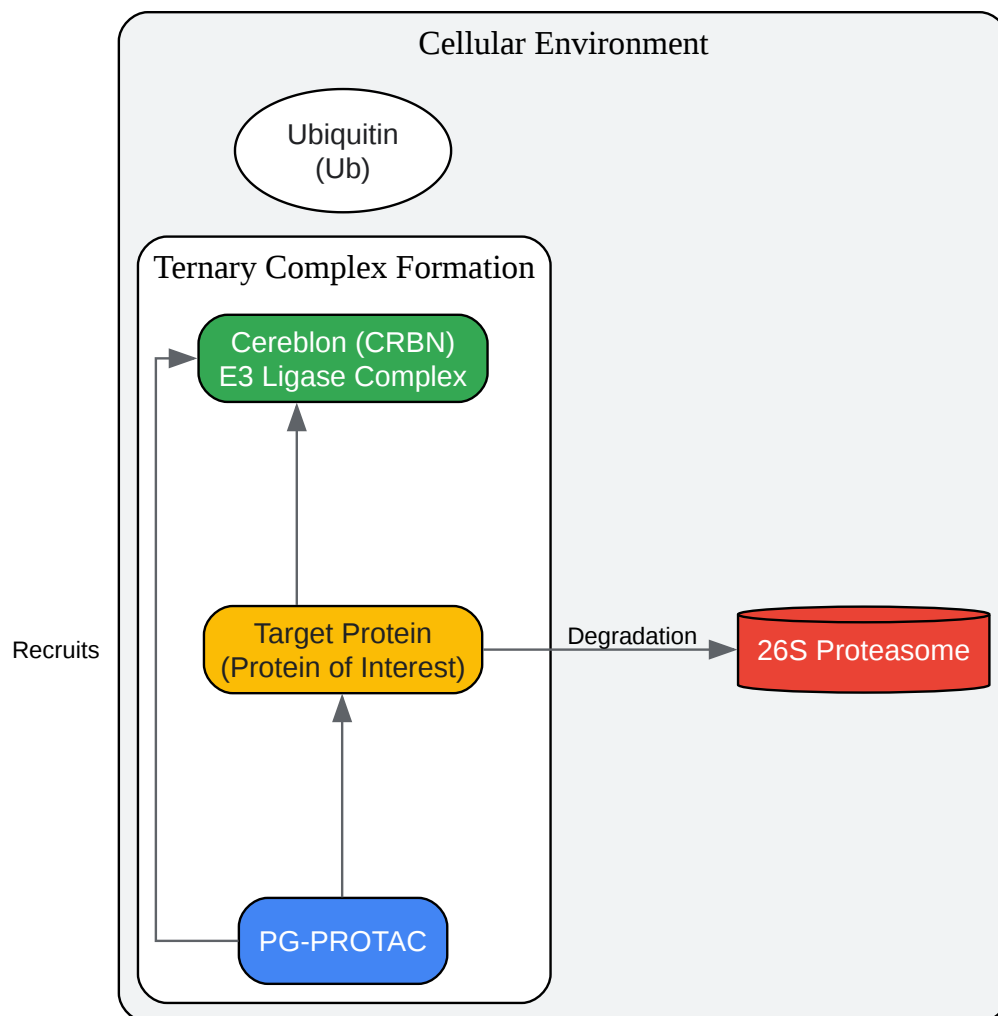 Cellular Environment
Ubiquitin
(Ub)
Ternary Complex Formation
Cereblon (CRBN)
E3 Ligase Complex
Recruits
Target Protein
(Protein of Interest)
Degradation
26S Proteasome
PG-PROTAC